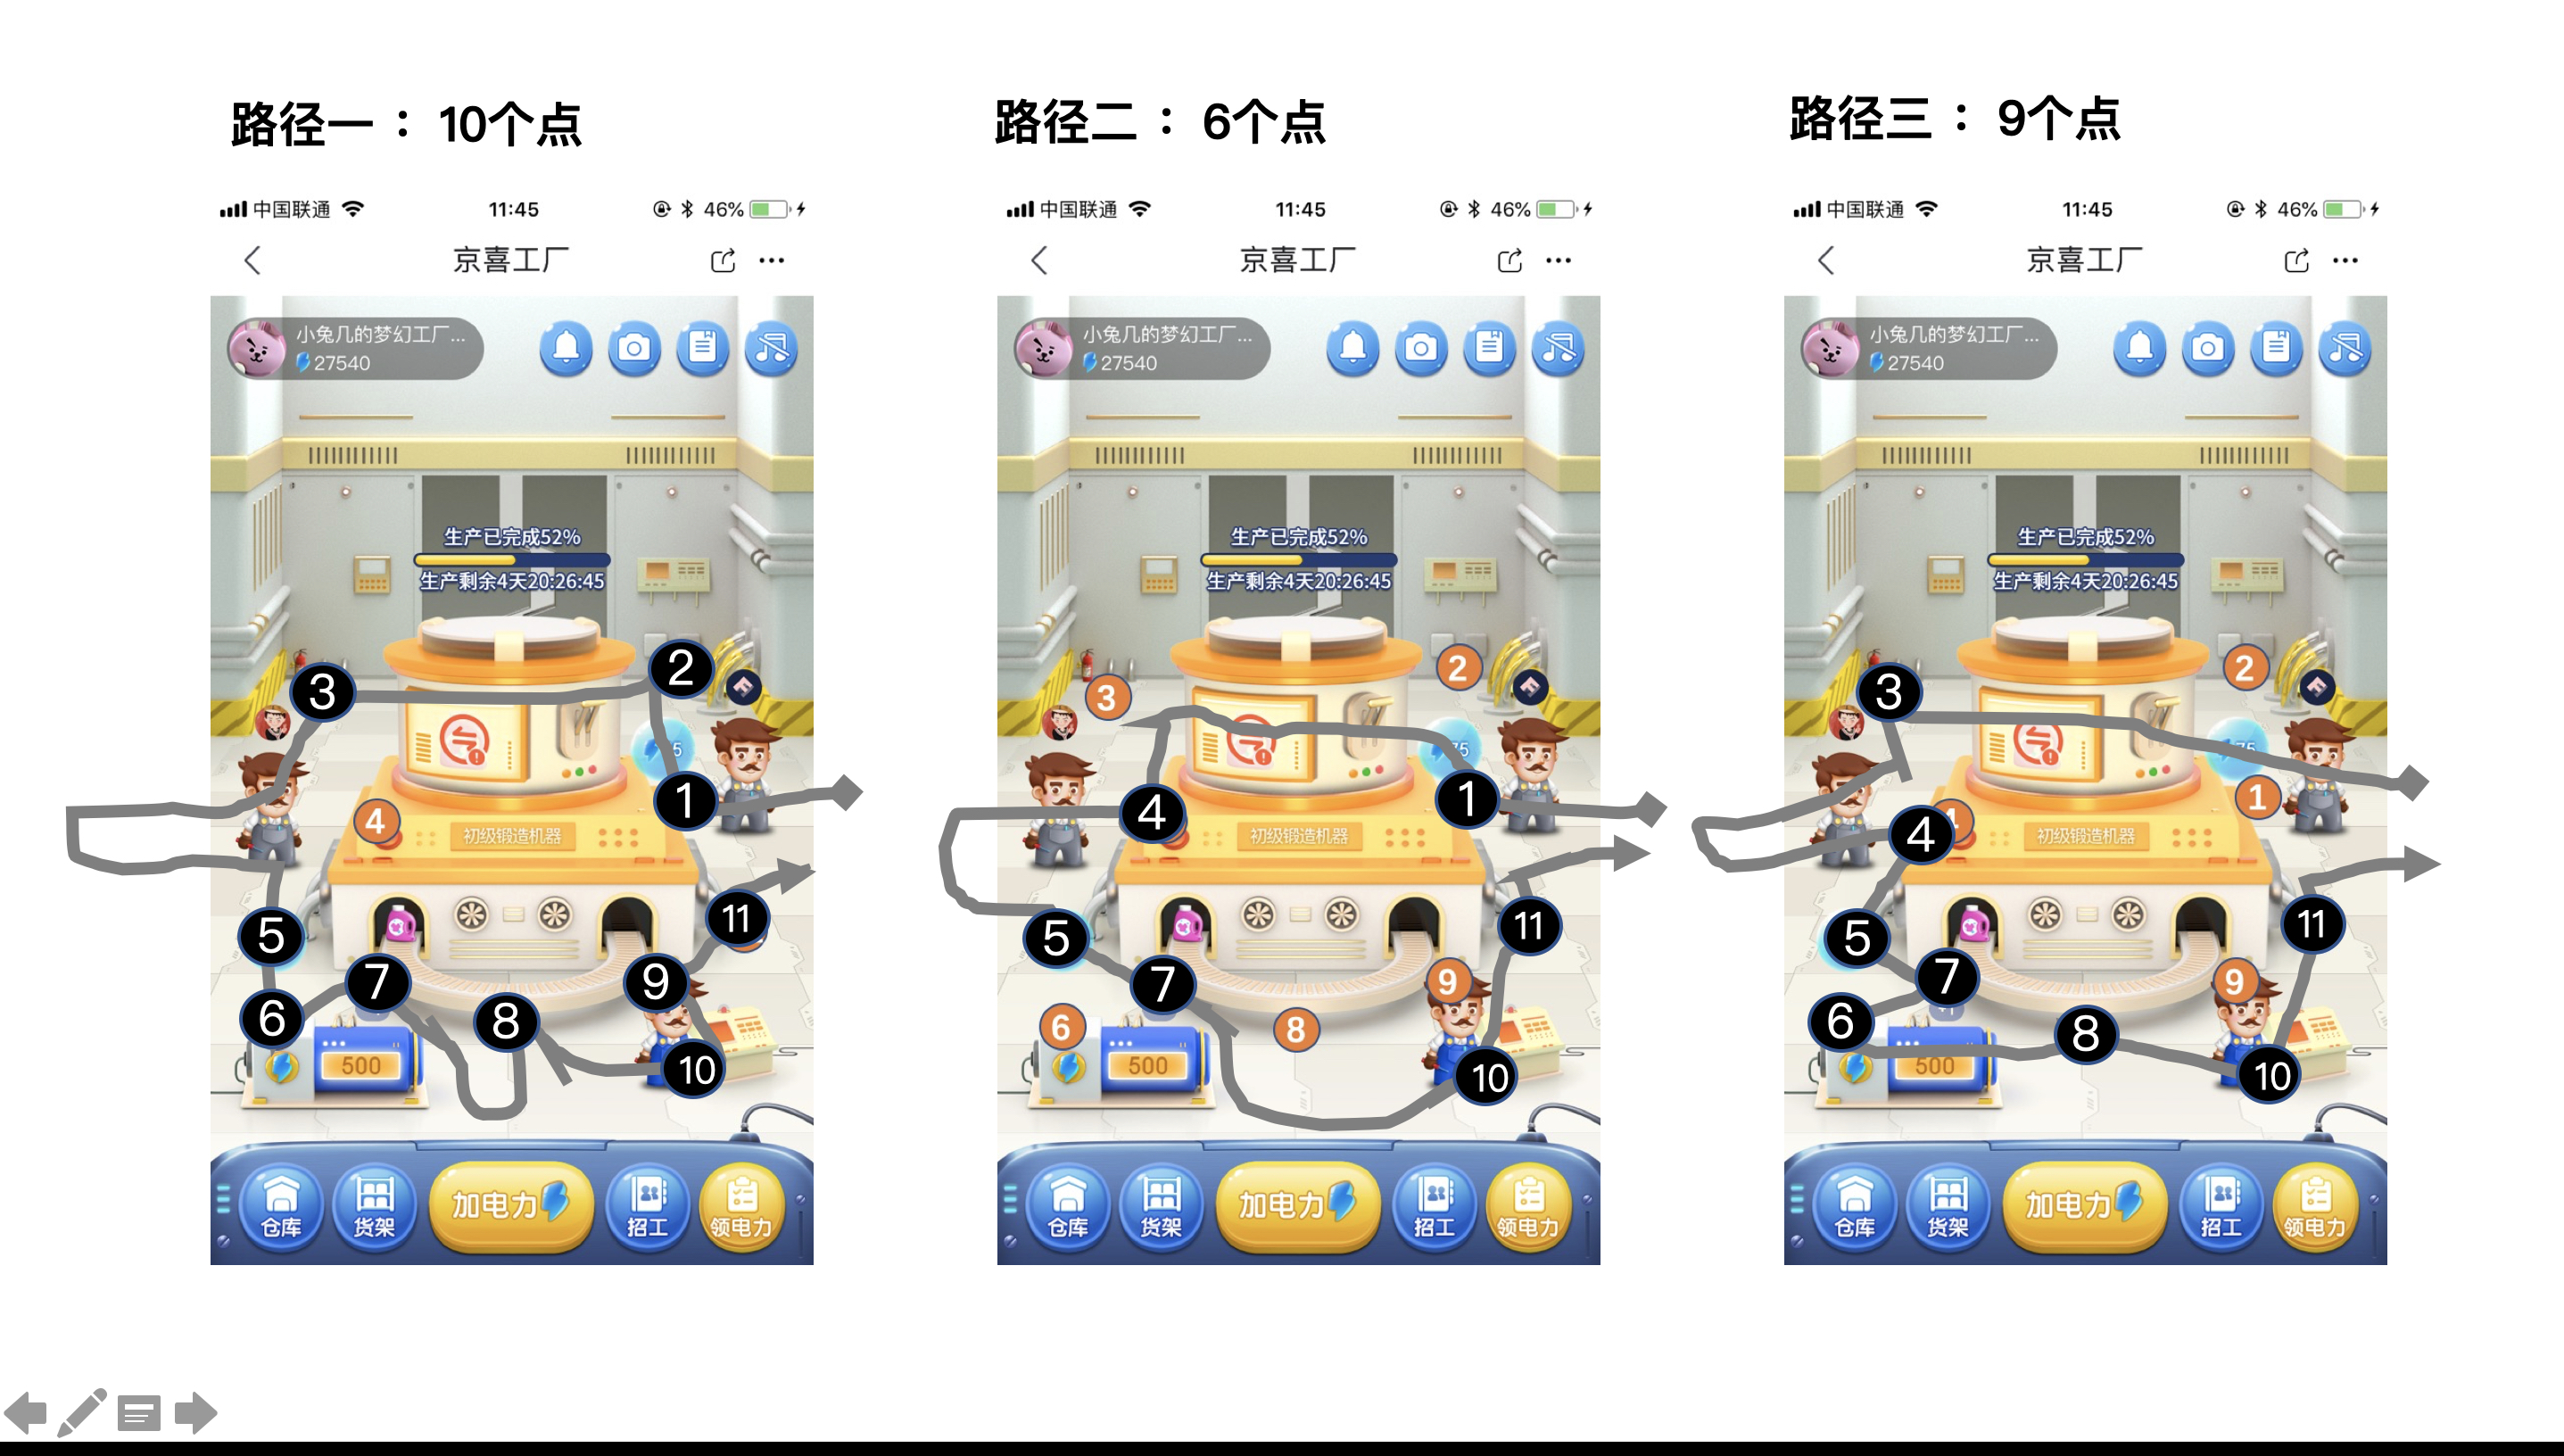 路径一 ：10个点
中国联通
11:45
46%
京喜工厂
小兔几的梦幻工厂...
27540
生产已完成52%
生产剩余4天20:26:45
2
3
1
4
初级锻造机器
5
11
7
9
6
8
10
500
仓库
货架
加电力
招工
领电力
路径二 ：6个点
中国联通
11:45
46%
京喜工厂
小兔几的梦幻工厂...
27540
生产已完成52%
生产剩余4天20:26:45
2
3
75
1
4
初级锻造机器
5
11
7
9
6
8
10
500
仓库
货架
加电力
招工
领电力
路径三 ：9个点
中国联通
11:45
46%
京喜工厂
小兔几的梦幻工厂...
27540
生产已完成52%
生产剩余4天20:26:45
2
3
75
1
4
初级锻造机器
5
11
7
9
6
8
10
500
仓库
货架
加电力
招工
领电力